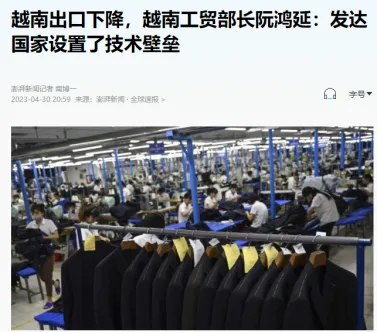 越南出口下降，越南工贸部长阮鸿延：发达
国家设置了技术壁垒
澎湃新闻记者 南博一
2023-04-30 20:59 来源：澎湃新闻 · 全球速报 >
字号